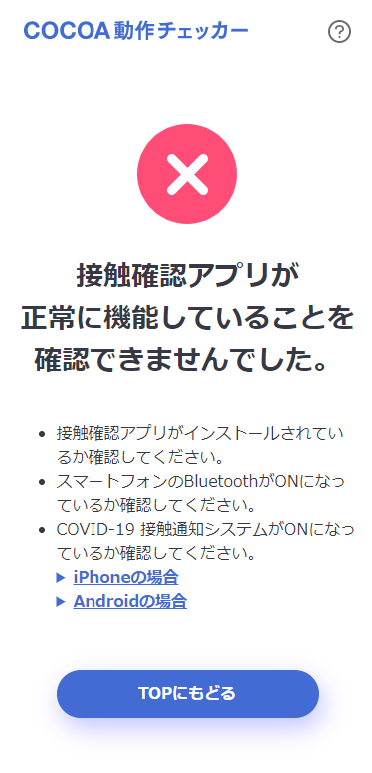 COCOA 動作チェッカー
?
接触確認アプリが
正常に機能していることを
確認できませんでした。
• 接触確認アプリがインストールされてい
るか確認してください。
• スマートフォンのBluetoothがONになっ
ているか確認してください。
• COVID-19 接触通知システムがONになっ
ているか確認してください。
▶ iPhoneの場合
▶ Androidの場合
TOPにもどる